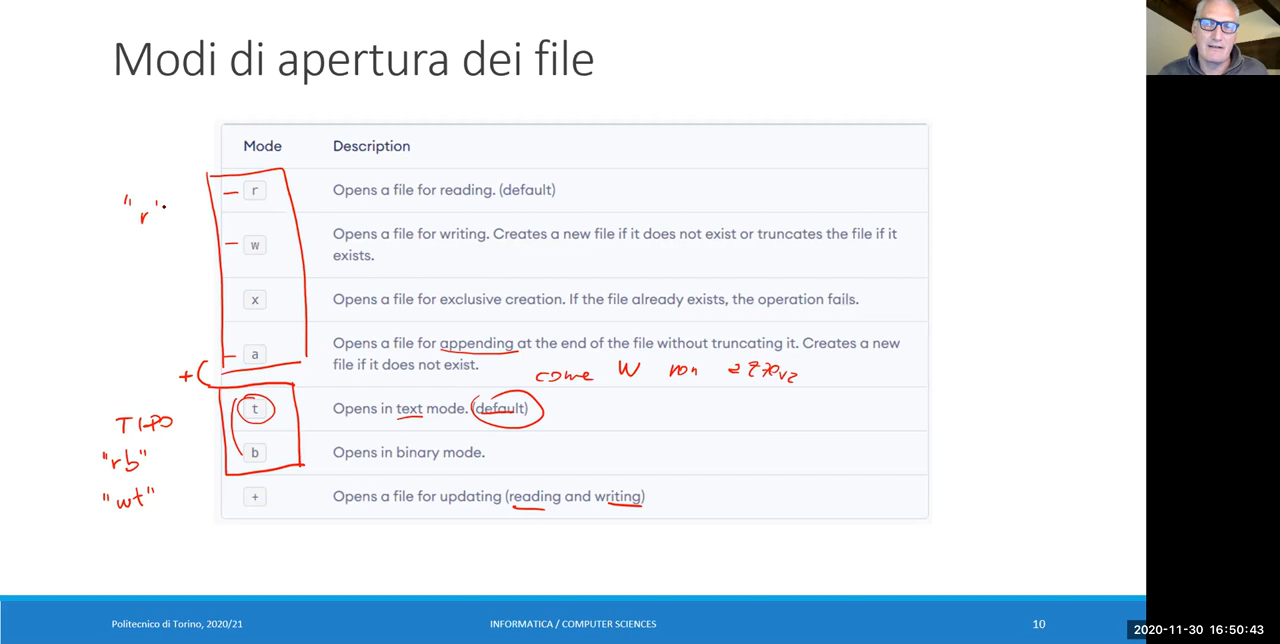 Modi di apertura dei file
Mode Description
r Opens a file for reading. (default)
"r"
w Opens a file for writing. Creates a new file if it does not exist or truncates the file if it
exists.
x Opens a file for exclusive creation. If the file already exists, the operation fails.
a Opens a file for appending at the end of the file without truncating it. Creates a new
file if it does not exist.
+ come W non
t Opens in text mode. (default)
TIPO
b Opens in binary mode.
"rb"
+ Opens a file for updating (reading and writing)
"wt"
Politecnico di Torino, 2020/21 INFORMATICA / COMPUTER SCIENCES 10
2020-11-30 16:50:43